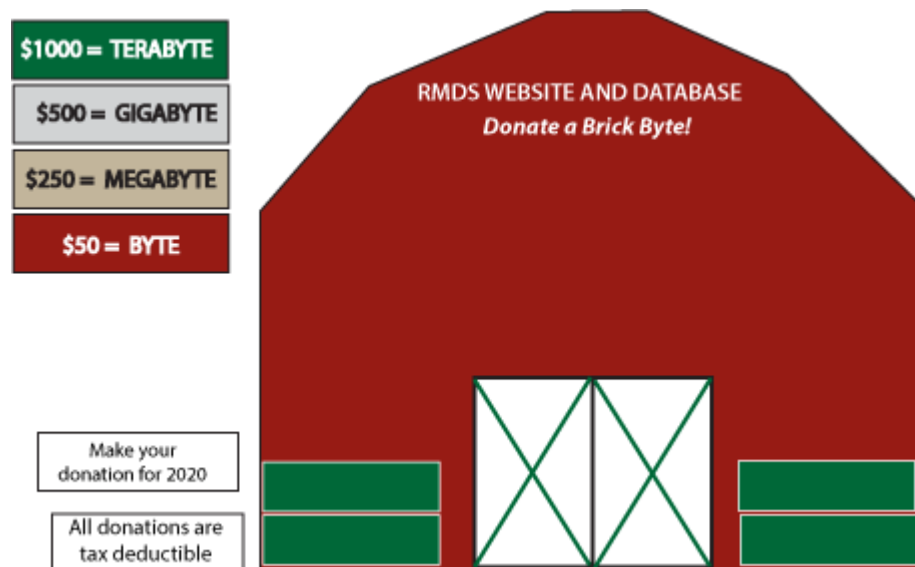 $1000 = TERABYTE
$500 = GIGABYTE
$250 = MEGABYTE
$50 = BYTE
RMDS WEBSITE AND DATABASE
Donate a Brick Byte!
Make your
donation for 2020
All donations are
tax deductible